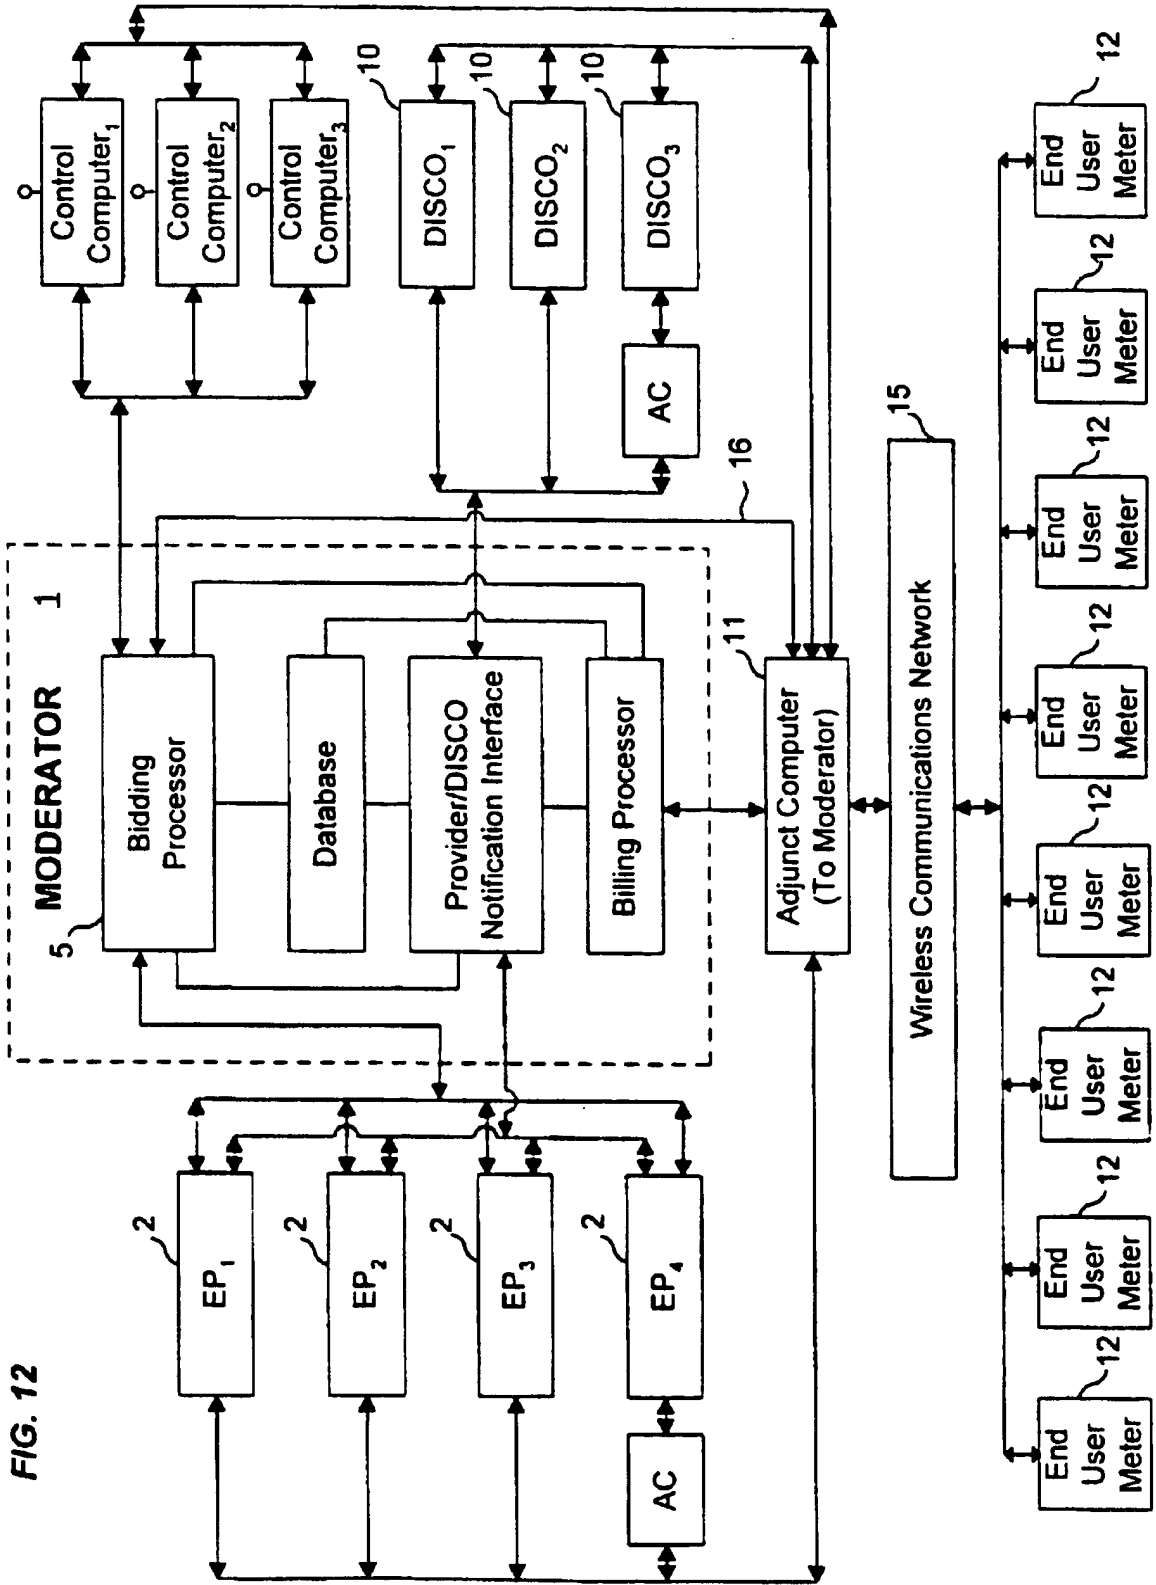 FIG. 12
MODERATOR
1
5
Bidding
Processor
Database
Provider/DISCO
Notification Interface
Billing Processor
2
EP1
2
EP2
2
EP3
2
EP4
AC
Control
Computer1
Control
Computer2
Control
Computer3
10
DISCO1
10
DISCO2
10
DISCO3
AC
16
11
Adjunct Computer
(To Moderator)
15
Wireless Communications Network
12
End
User
Meter
12
End
User
Meter
12
End
User
Meter
12
End
User
Meter
12
End
User
Meter
12
End
User
Meter
12
End
User
Meter
12
End
User
Meter